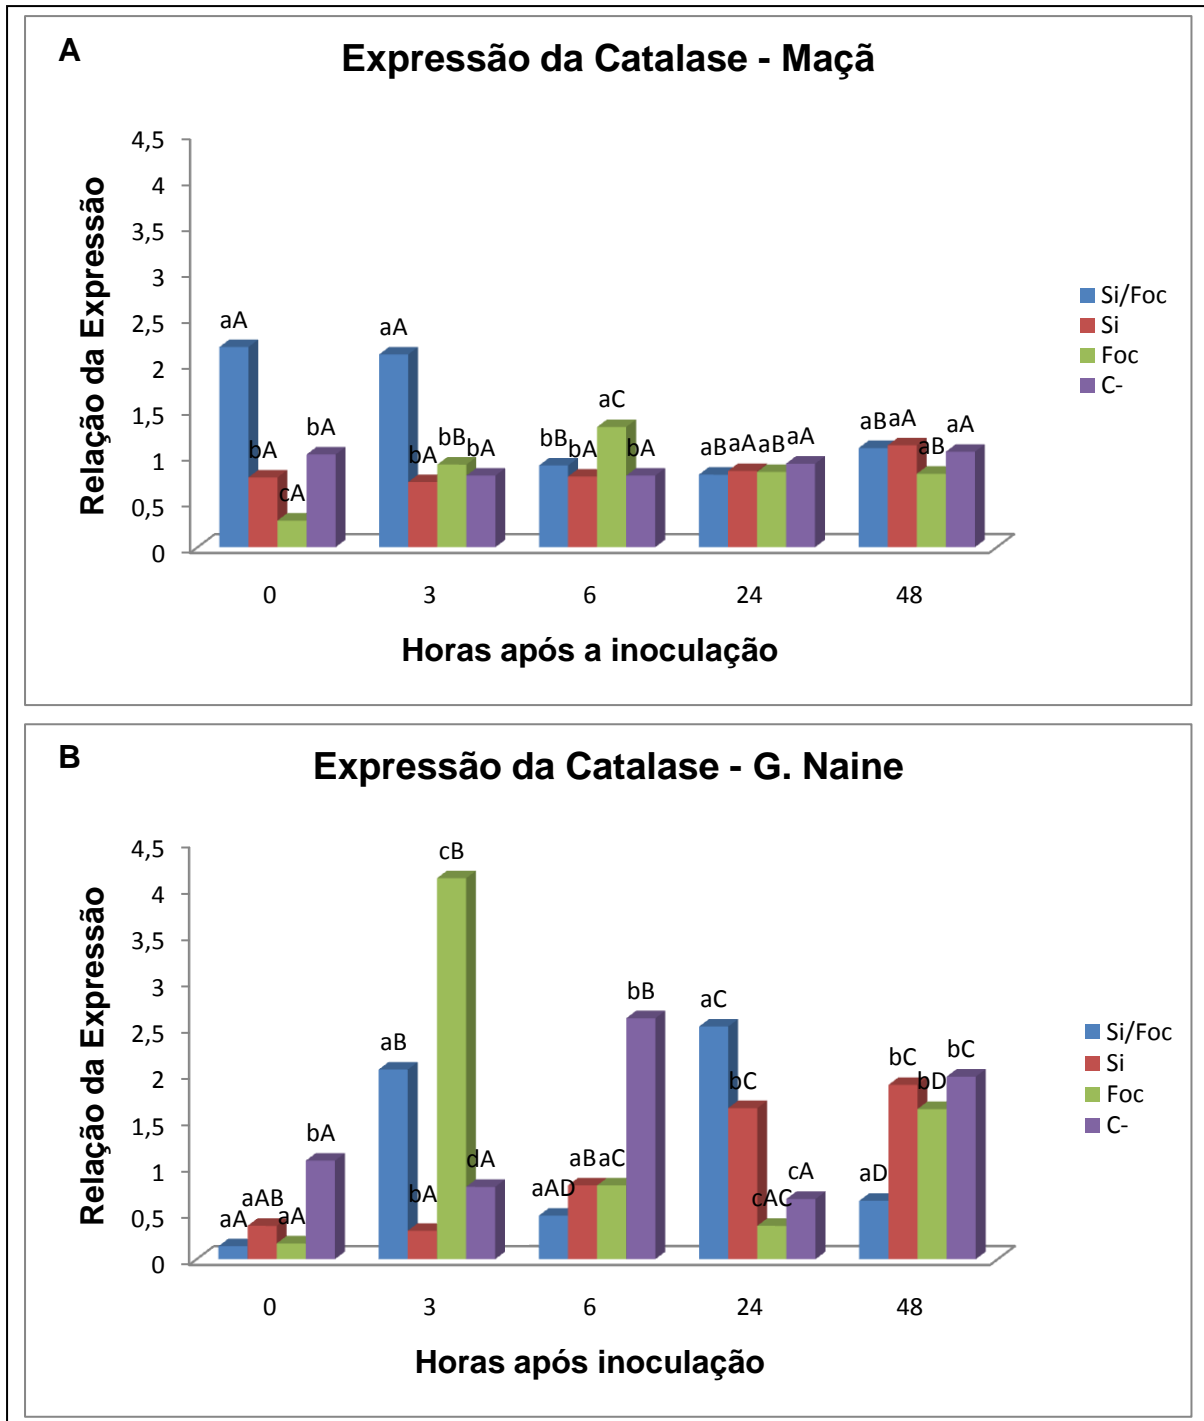 A
Expressão da Catalase - Maçã
Relação da Expressão
4,5
4
3,5
3
2,5
2
1,5
1
0,5
0
aA bA cA bA
aA bA bB bA
bB bA aC bA
aB aA aB aA
aB aA aB aA
0 3 6 24 48
Horas após a inoculação
Si/Foc
Si
Foc
C-
B
Expressão da Catalase - G. Naine
Relação da Expressão
4,5
4
3,5
3
2,5
2
1,5
1
0,5
0
aA aAB aA bA
aB bA cB dA
aAD aB aC bB
aC bC cAC cA
aD bC bD bC
0 3 6 24 48
Horas após inoculação
Si/Foc
Si
Foc
C-